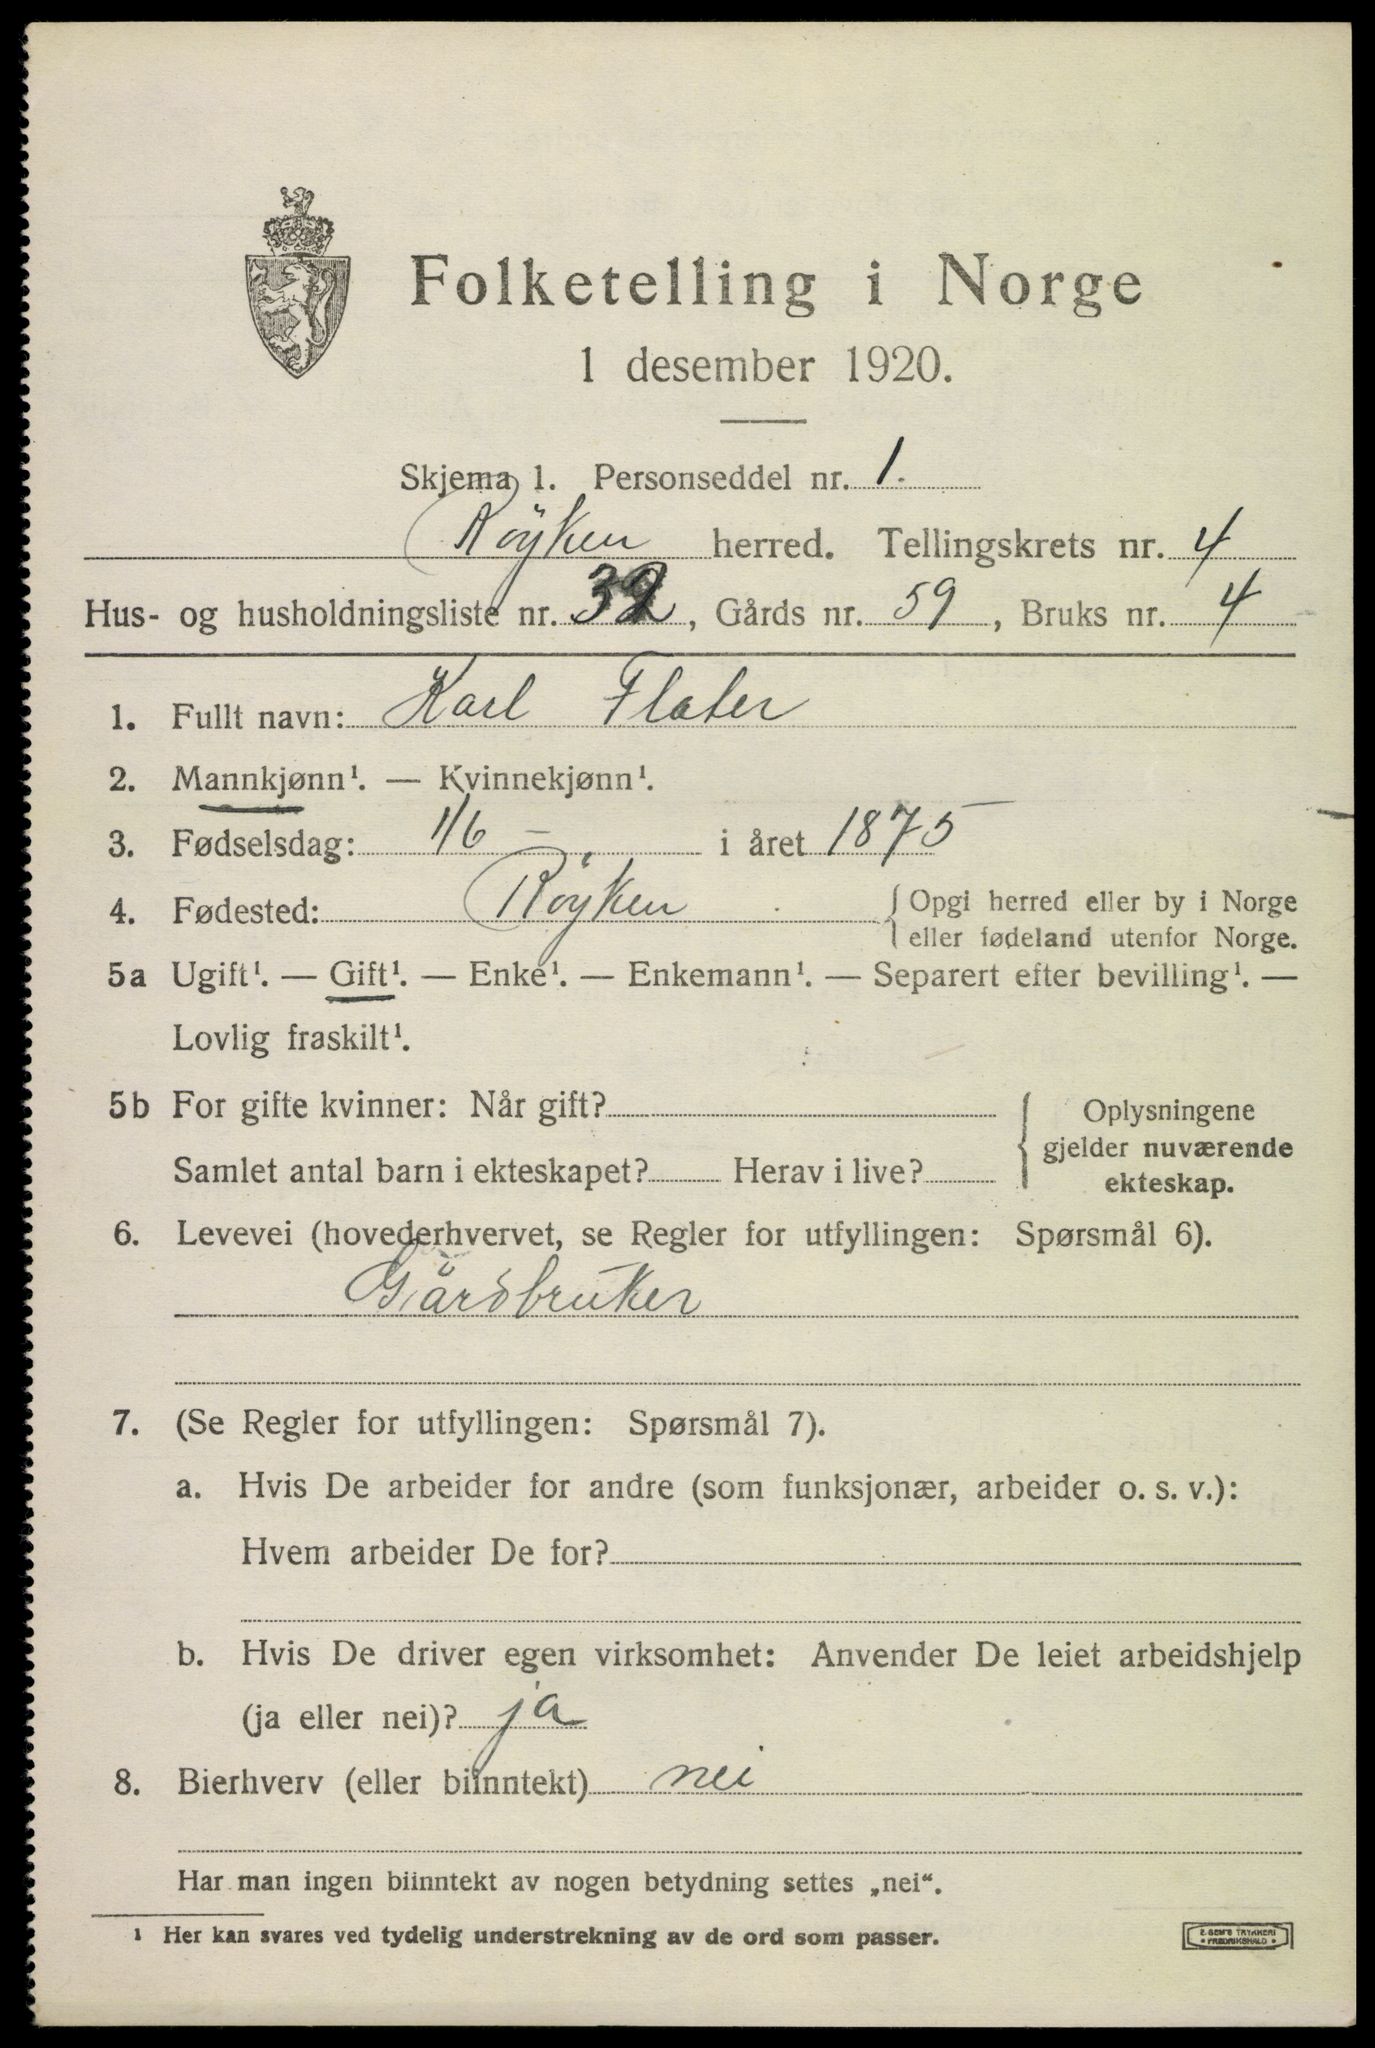 Folketelling i Norge
1 desember 1920.
Skjema 1. Personseddel nr. 1.
Röyken herred. Tellingskrets nr. 4
Hus- og husholdningsliste nr. 32, Gårds nr. 59, Bruks nr. 4
1. Fullt navn: Karl Flater
2. Mannkjønn¹. — Kvinnekjønn¹.
3. Fødselsdag: 1/6 – i året 1875
4. Fødested: Röyken { Opgi herred eller by i Norge
eller fødeland utenfor Norge.
5a Ugift¹. — Gift¹. — Enke¹. — Enkemann¹. — Separert efter bevilling¹. —
Lovlig fraskilt¹.
5b For gifte kvinner: Når gift?
Samlet antal barn i ekteskapet? Herav i live?
{ Oplysningene
gjelder nuværende
ekteskap.
6. Levevei (hovederhvervet, se Regler for utfyllingen: Spørsmål 6).
Gårdbruker
7. (Se Regler for utfyllingen: Spørsmål 7).
a. Hvis De arbeider for andre (som funksjonær, arbeider o. s. v.):
Hvem arbeider De for?
b. Hvis De driver egen virksomhet: Anvender De leiet arbeidshjelp
(ja eller nei)? ja
8. Bierhverv (eller biinntekt) nei
Har man ingen biinntekt av nogen betydning settes „nei“.
¹ Her kan svares ved tydelig understrekning av de ord som passer.
E. SEM'S TRYKKERI
• FREDRIKSHALD •